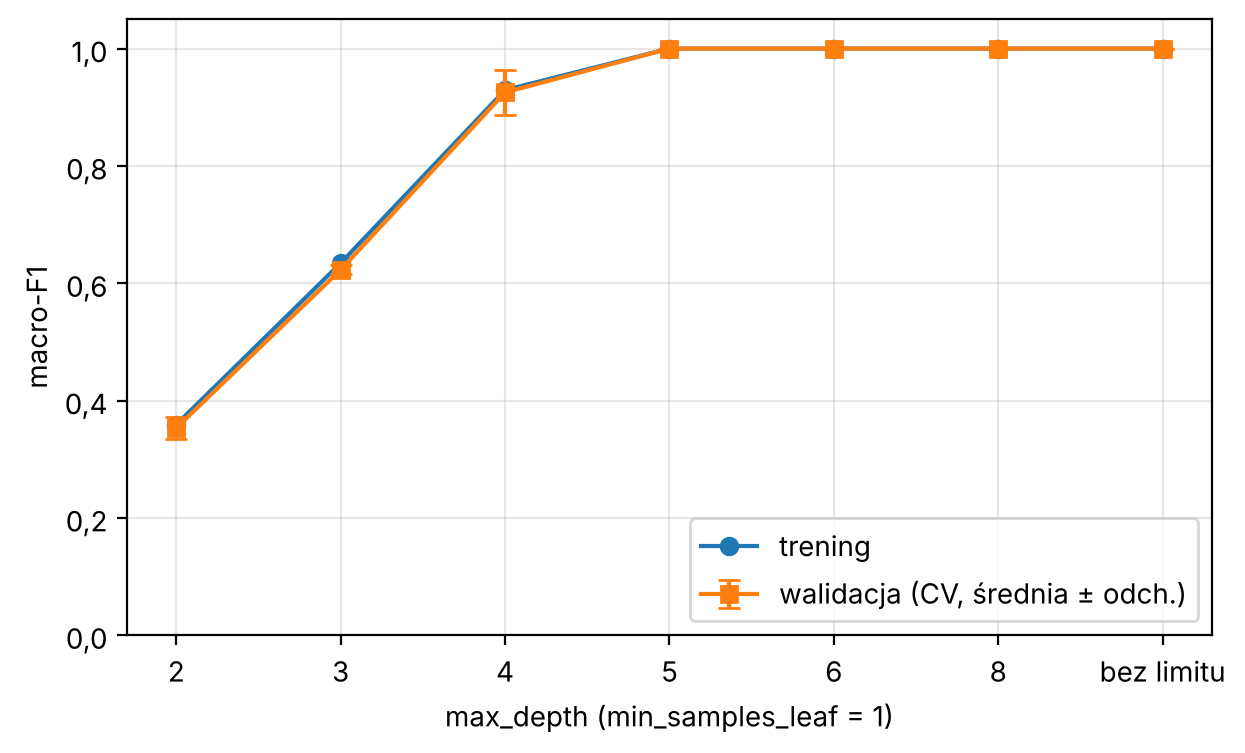 macro-F1
1,0
0,8
0,6
0,4
0,2
0,0
2 3 4 5 6 8 bez limitu
max_depth (min_samples_leaf = 1)
trening
walidacja (CV, średnia ± odch.)